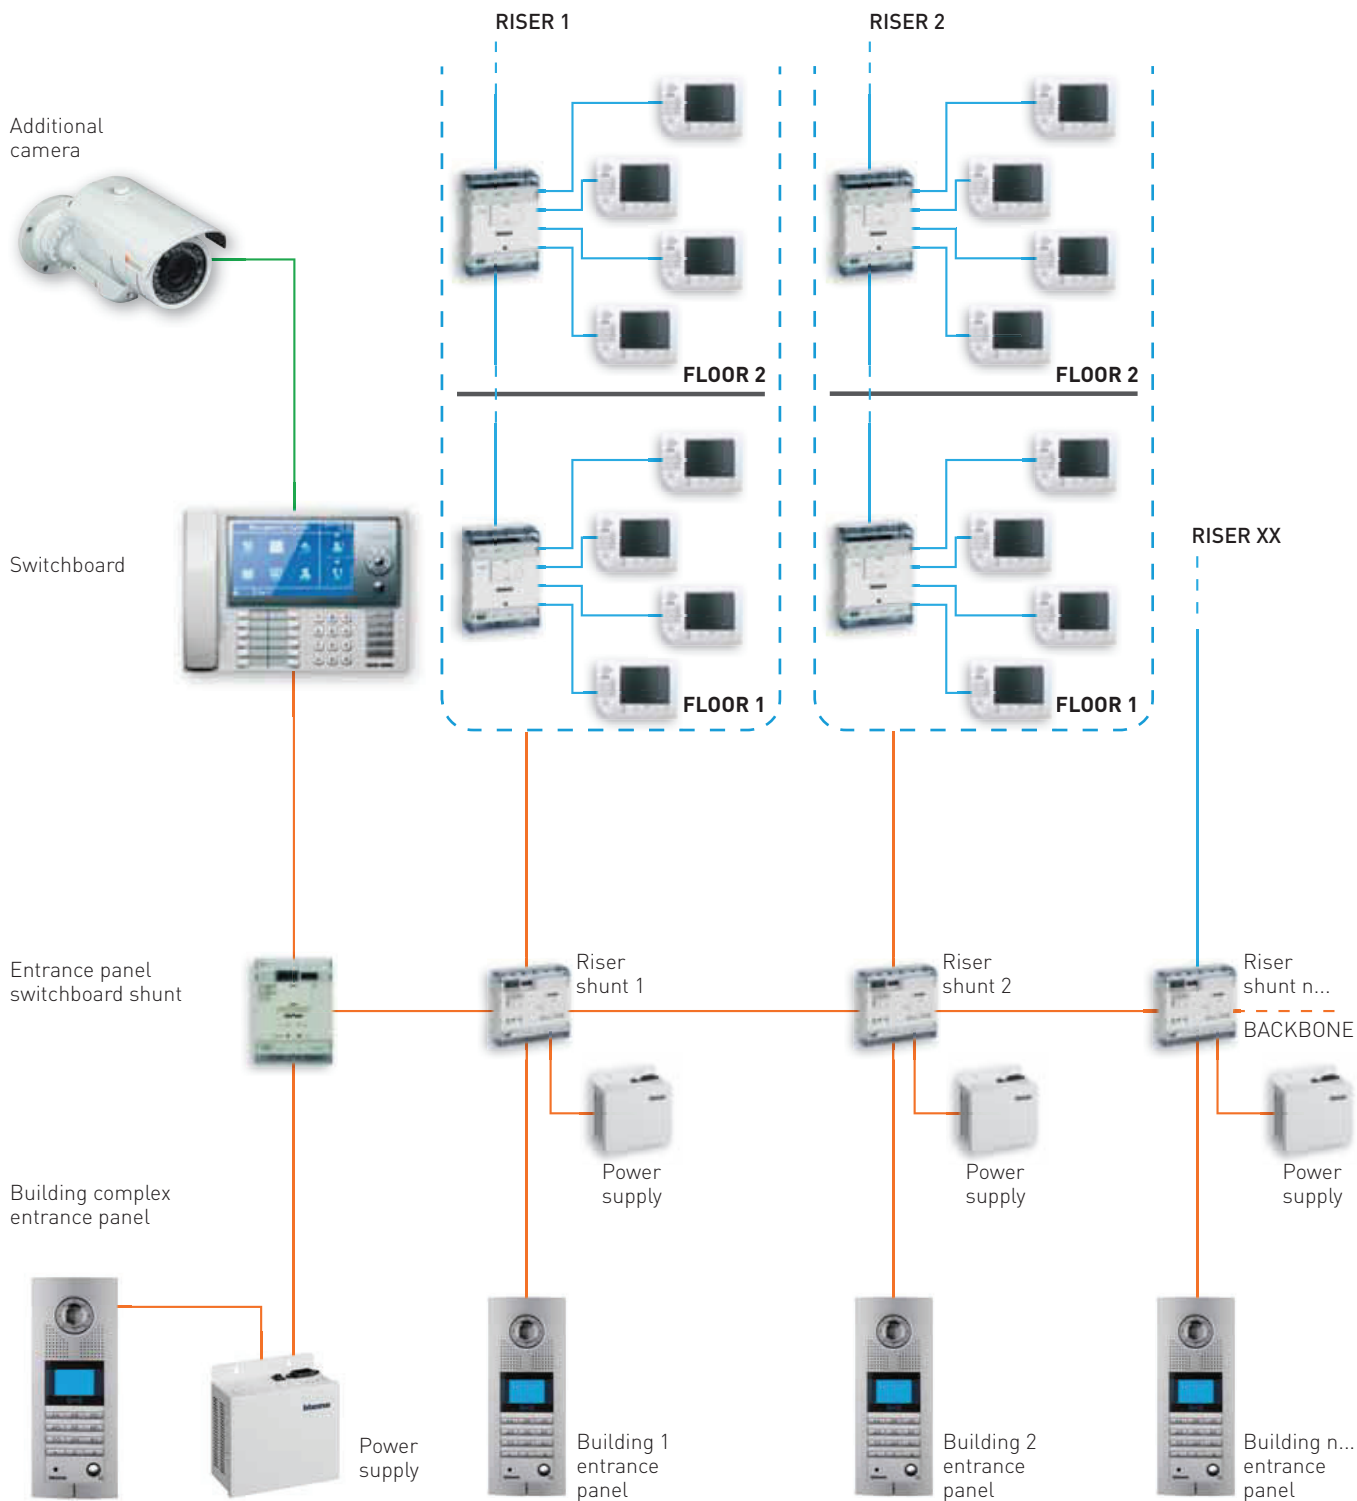 RISER 1
RISER 2
Additional
camera
FLOOR 2
FLOOR 2
Switchboard
RISER XX
FLOOR 1
FLOOR 1
Entrance panel
switchboard shunt
Riser
shunt 1
Riser
shunt 2
Riser
shunt n...
BACKBONE
Power
supply
Power
supply
Power
supply
Building complex
entrance panel
Power
supply
Building 1
entrance
panel
Building 2
entrance
panel
Building n...
entrance
panel